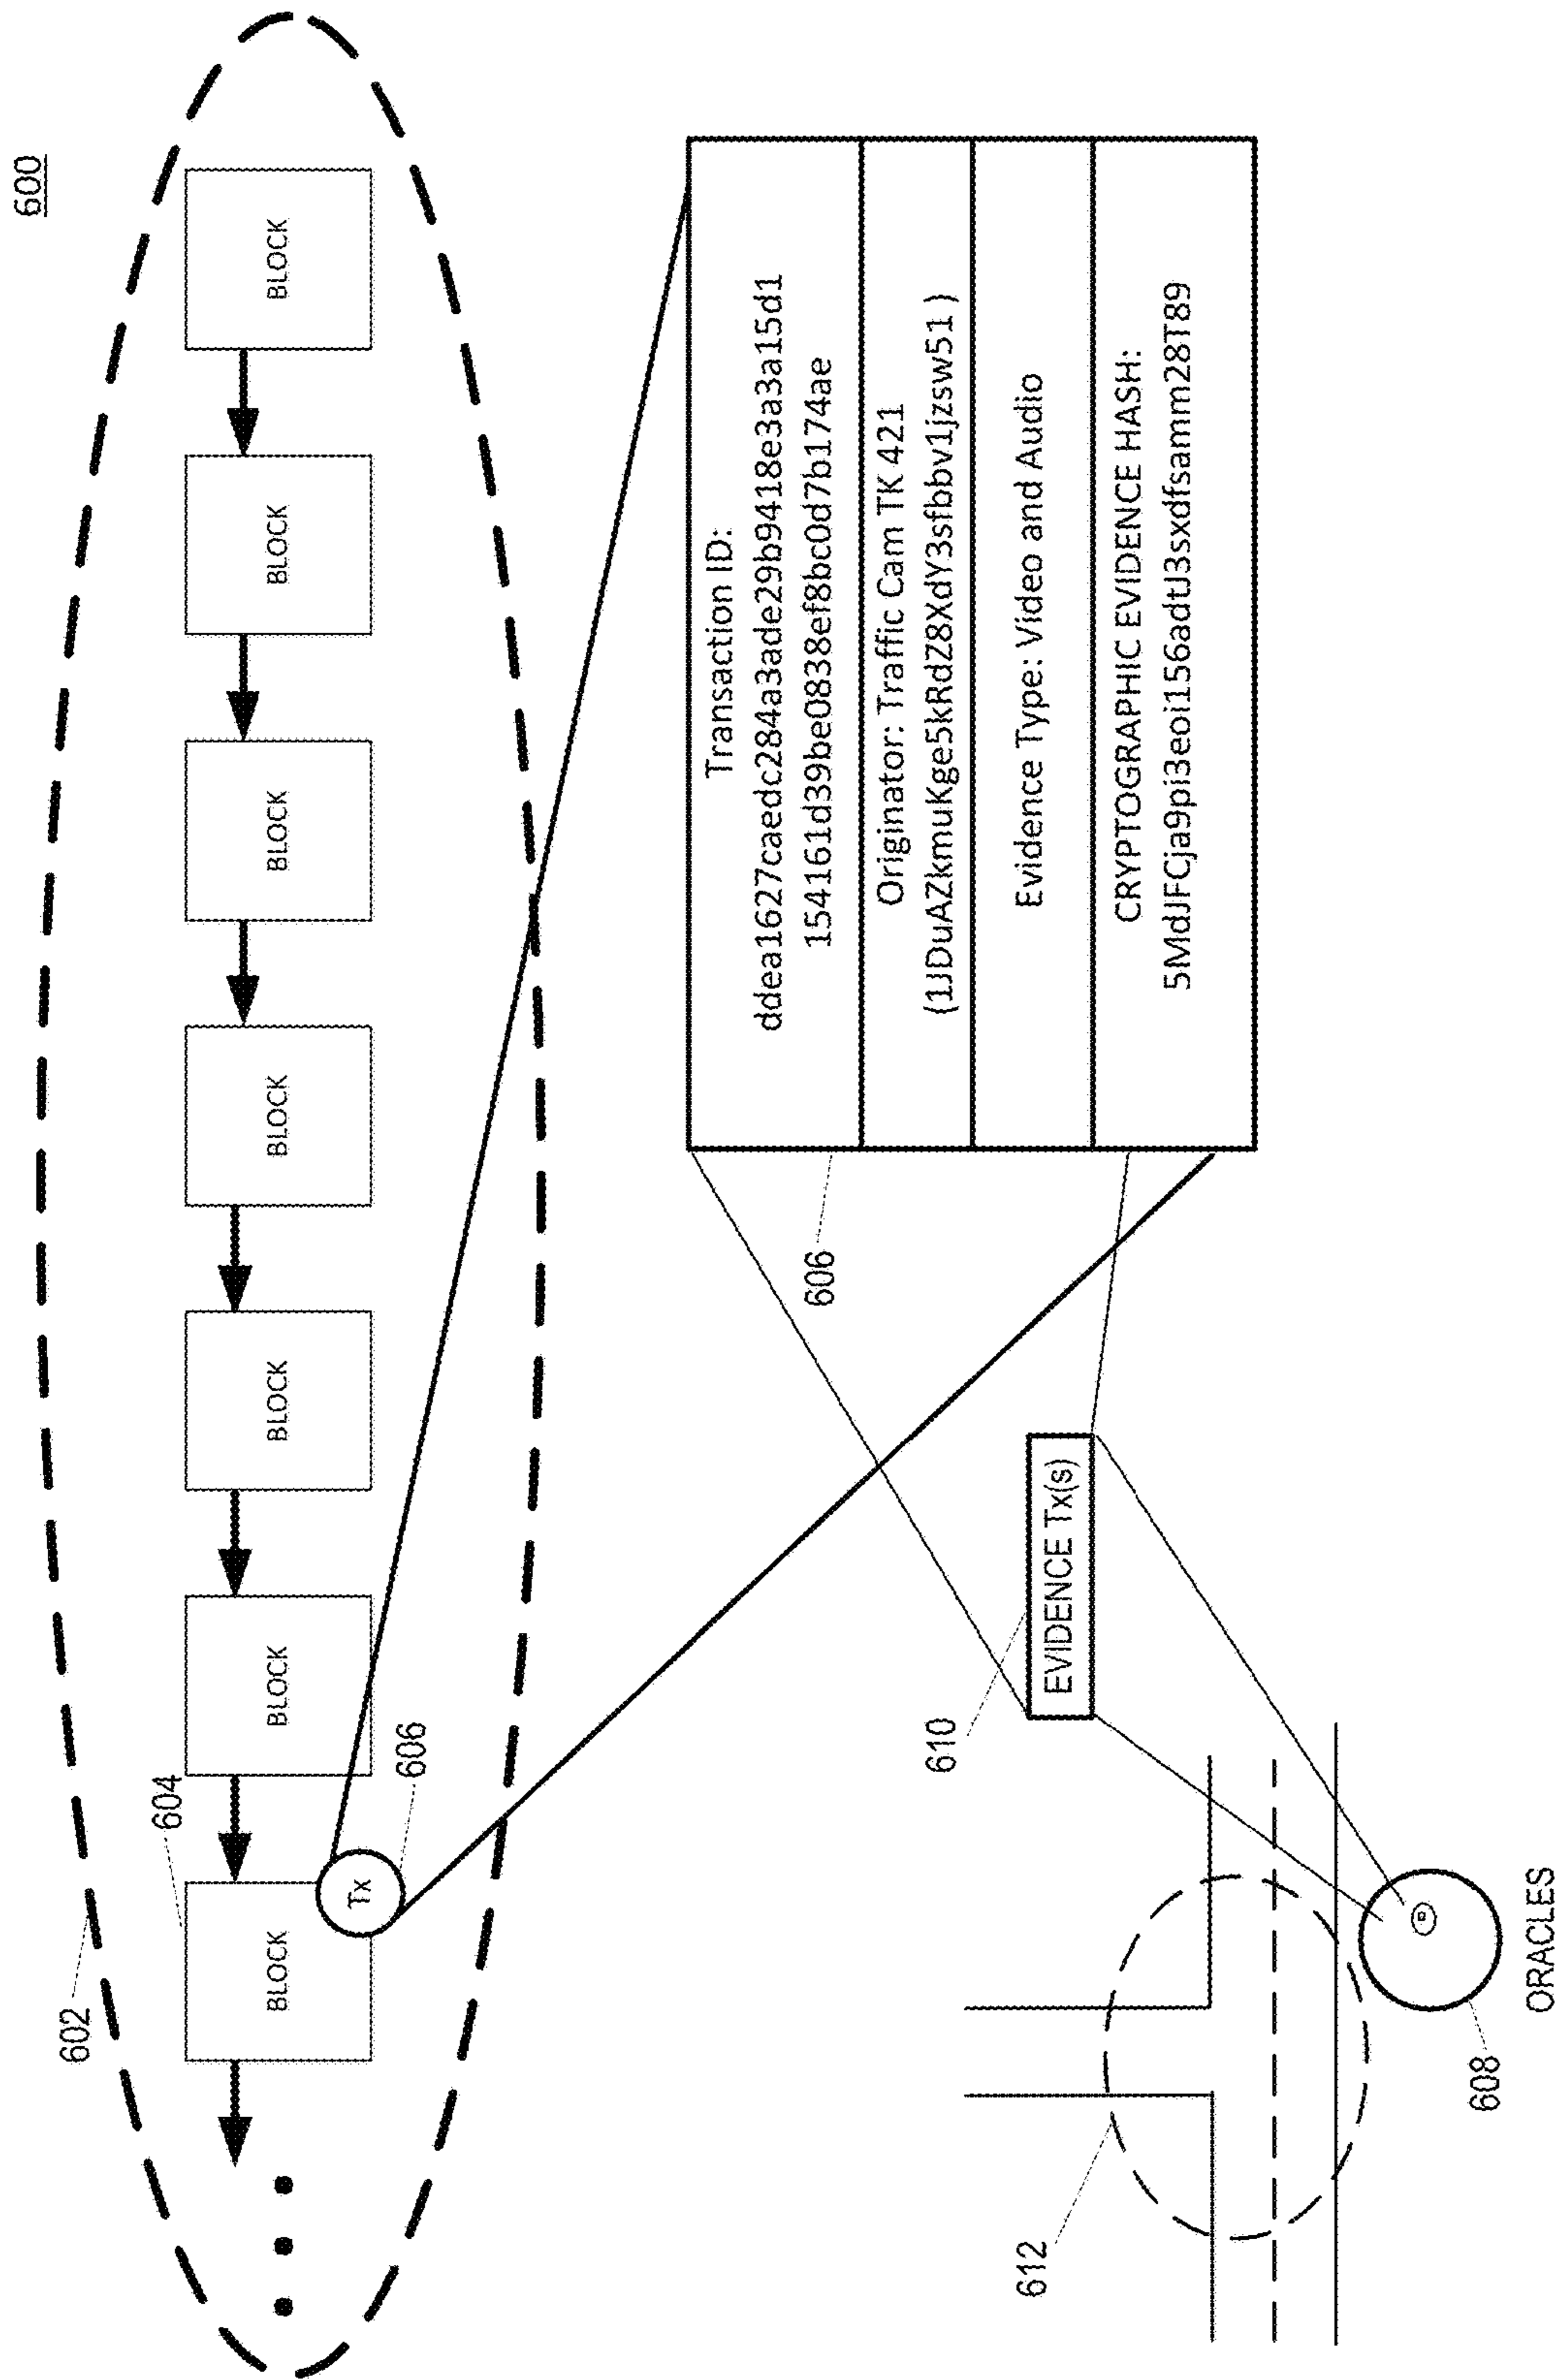 600
602
604
BLOCK
BLOCK
BLOCK
BLOCK
BLOCK
BLOCK
BLOCK
Tx
606
Transaction ID:
ddea1627caedc284a3ade29b9418e3a3a15d1
154161d39be0838ef8bc0d7b174ae
Originator: Traffic Cam TK 421
(1JDuAZkmuKge5kRdZ8XdY3sfbbv1jzsw51 )
Evidence Type: Video and Audio
CRYPTOGRAPHIC EVIDENCE HASH:
5MdJFCja9pi3eoi156adtJ3sxdfsamm28T89
606
610
EVIDENCE Tx(s)
612
608
ORACLES